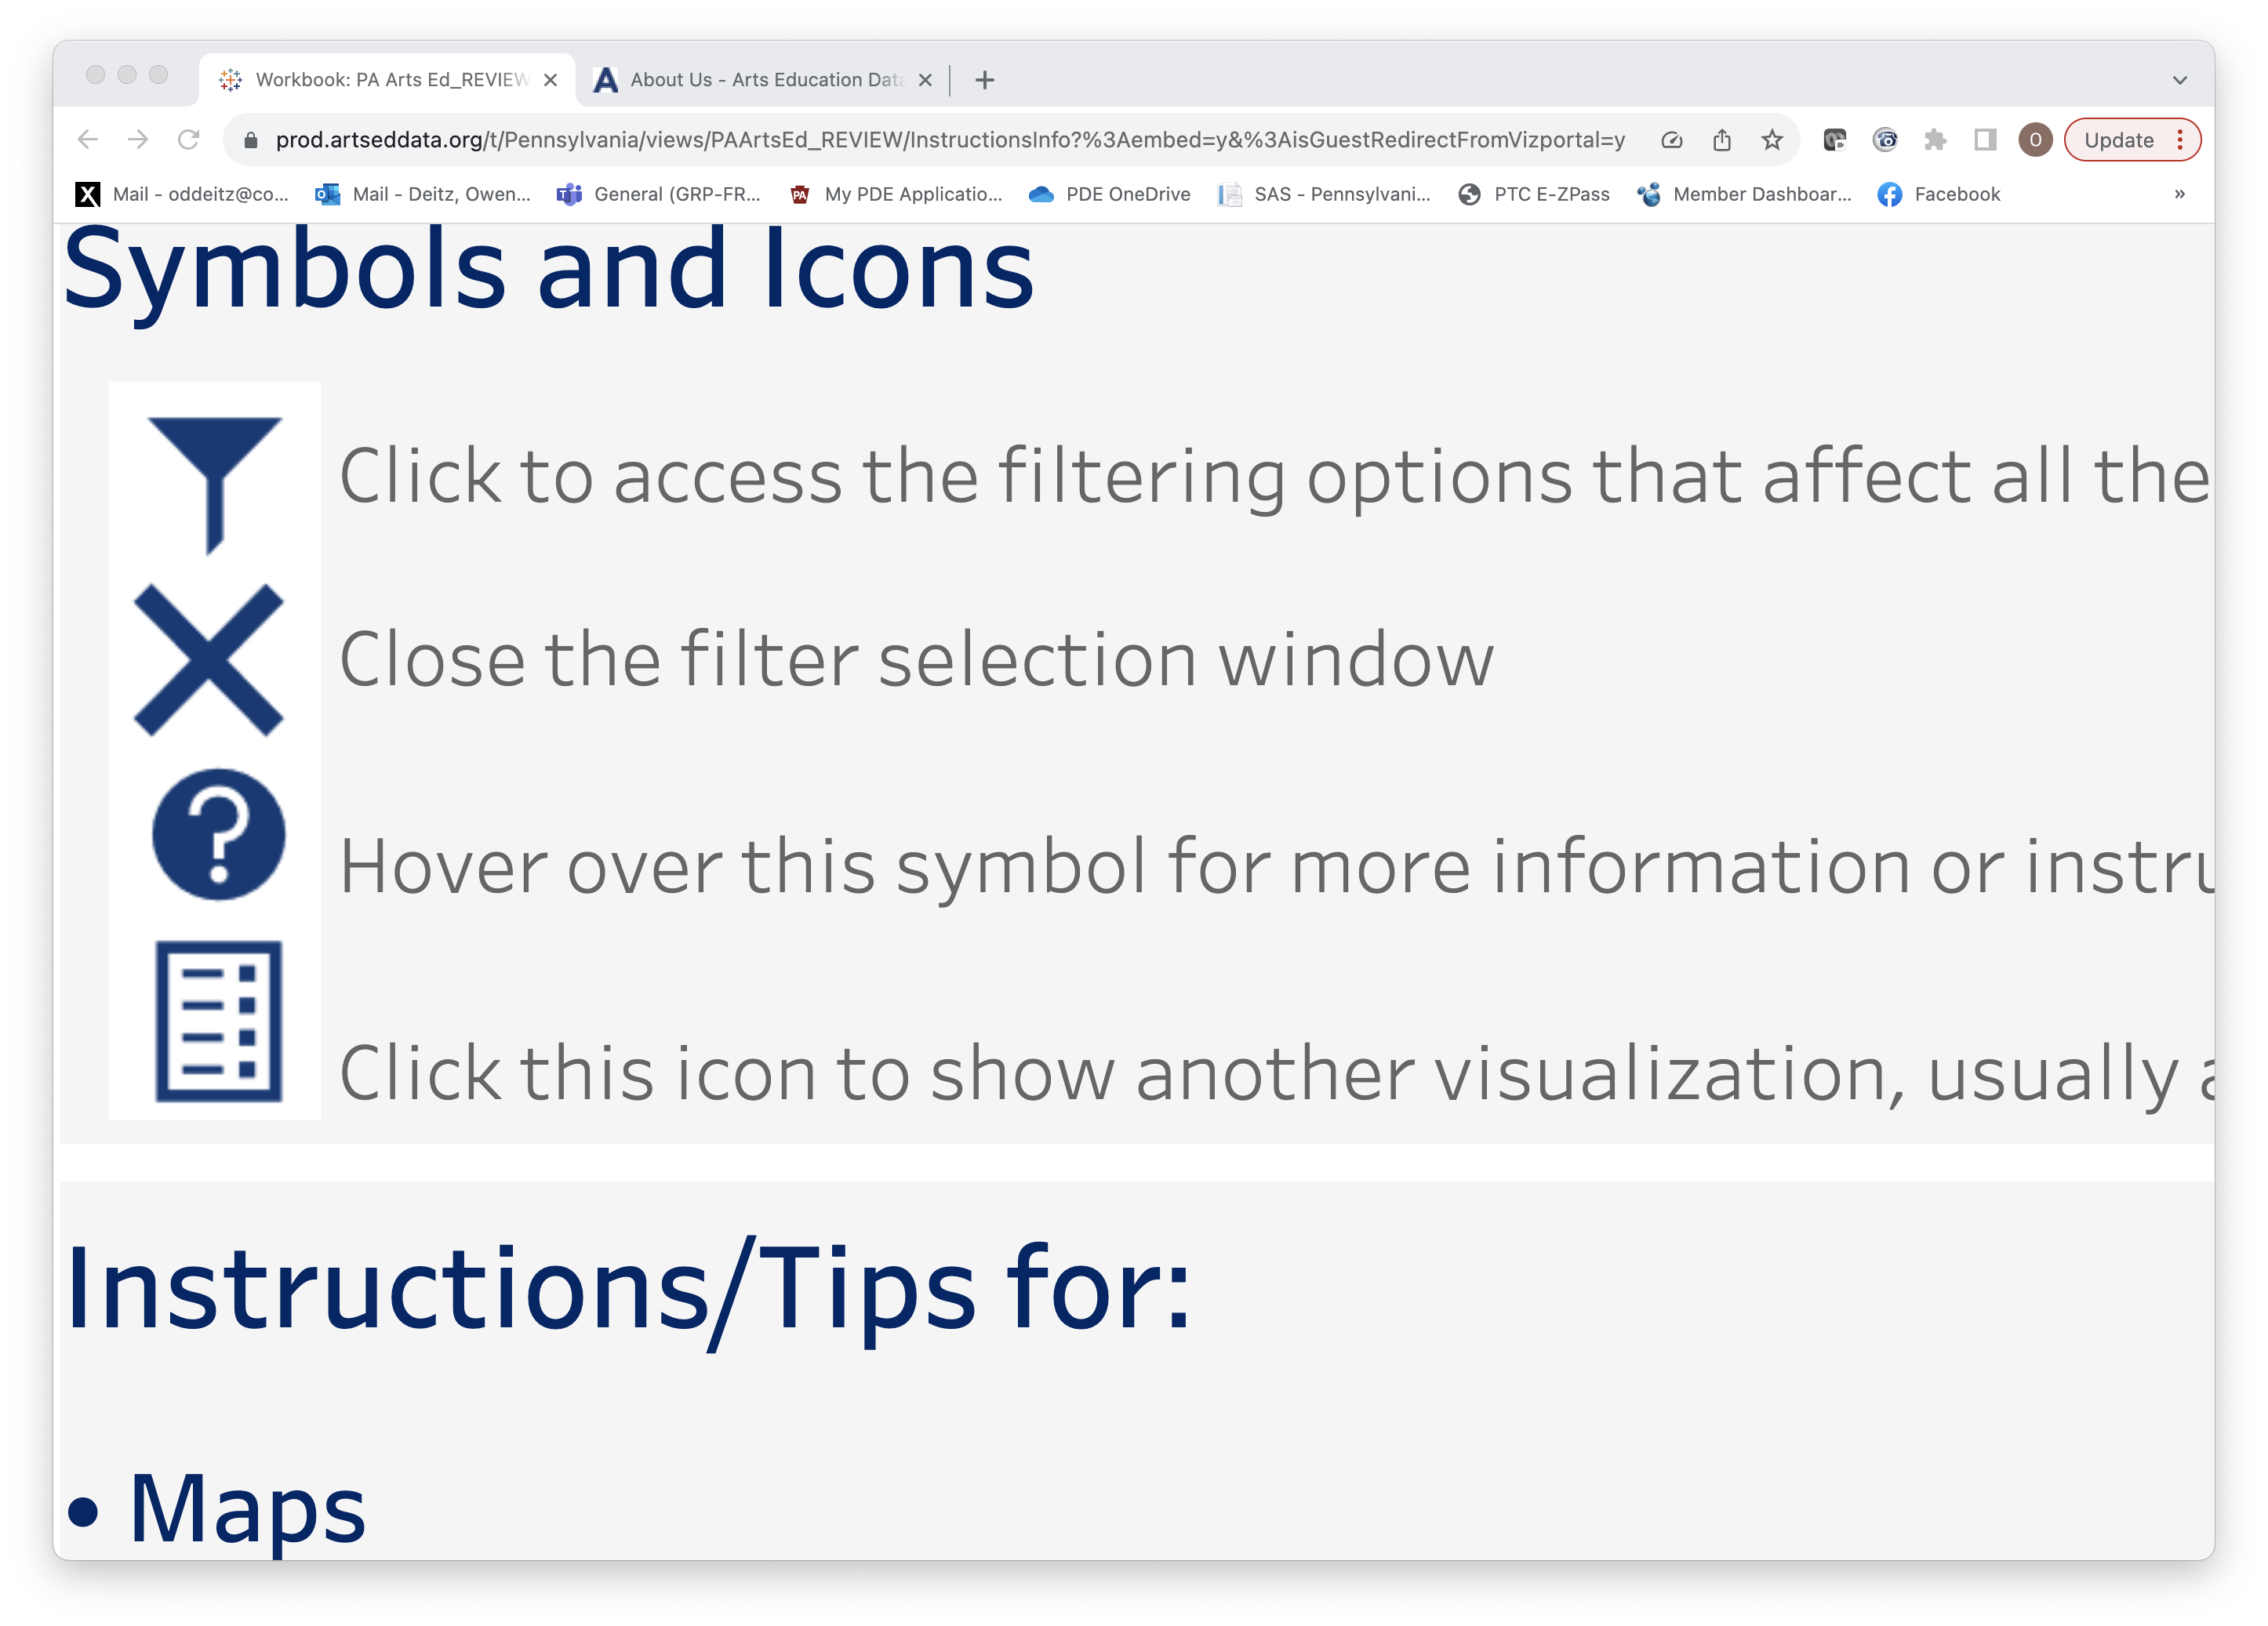 Workbook: PA Arts Ed_REVIEW
About Us - Arts Education Data
prod.artseddata.org/t/Pennsylvania/views/PAArtsEd_REVIEW/InstructionsInfo?%3Aembed=y&%3AisGuestRedirectFromVizportal=y
O
Update
Mail - oddeitz@co...
Mail - Deitz, Owen...
General (GRP-FR...
My PDE Applicatio...
PDE OneDrive
SAS - Pennsylvani...
PTC E-ZPass
Member Dashboar...
Facebook
»
Symbols and Icons
Click to access the filtering options that affect all the
Close the filter selection window
Hover over this symbol for more information or instru
Click this icon to show another visualization, usually a
Instructions/Tips for:
• Maps